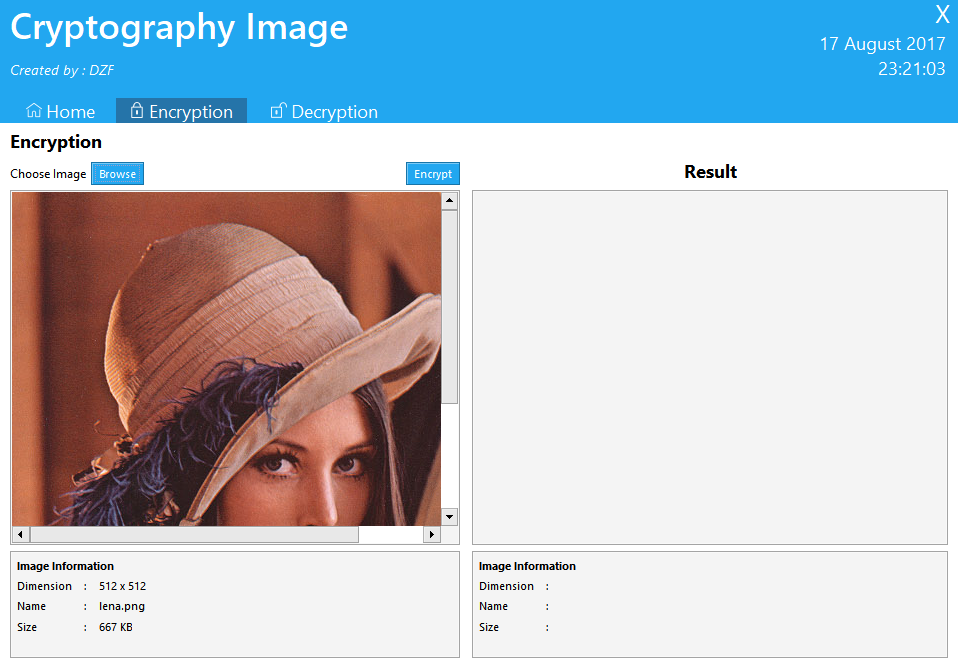 Cryptography Image
X
17 August 2017
Created by : DZF
23:21:03
Home
Encryption
Decryption
Encryption
Choose Image
Browse
Encrypt
Result
Image Information
Dimension : 512 x 512
Name : lena.png
Size : 667 KB
Image Information
Dimension :
Name :
Size :